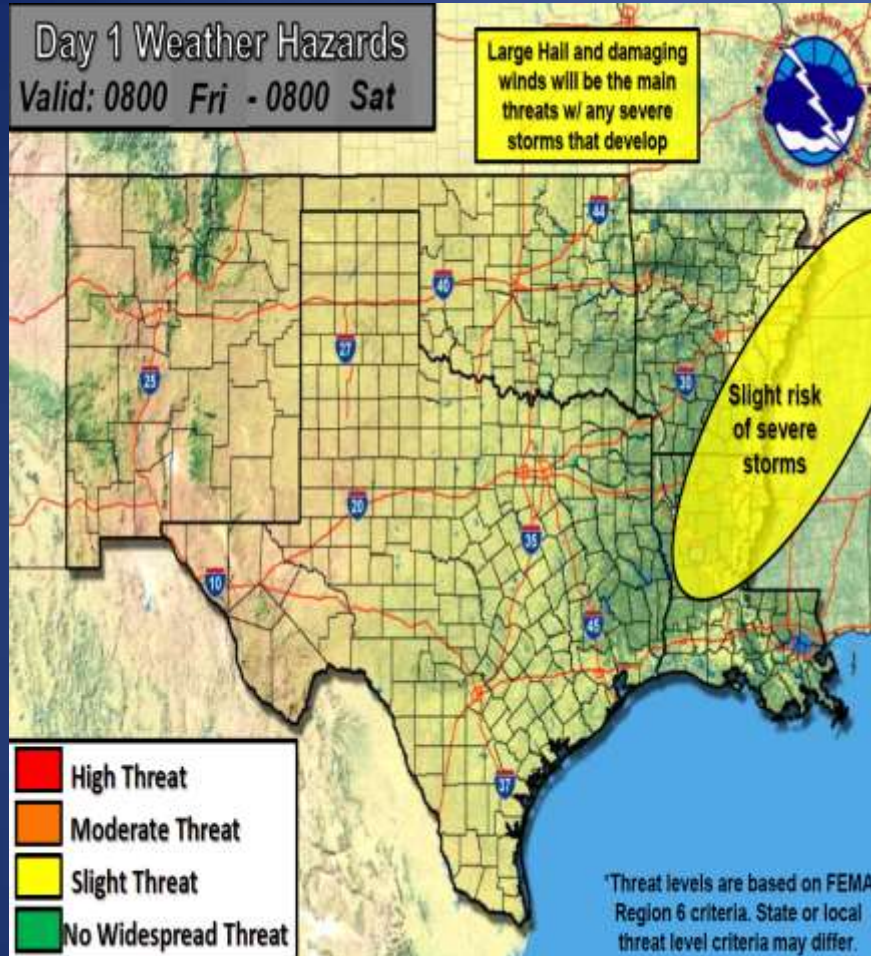 Day 1 Weather Hazards
Valid: 0800 Fri - 0800 Sat
Large Hail and damaging
winds will be the main
threats w/ any severe
storms that develop
44
40
27
25
30
Slight risk
of severe
storms
20
35
10
45
37
High Threat
Moderate Threat
Slight Threat
No Widespread Threat
*Threat levels are based on FEMA
Region 6 criteria. State or local
threat level criteria may differ.